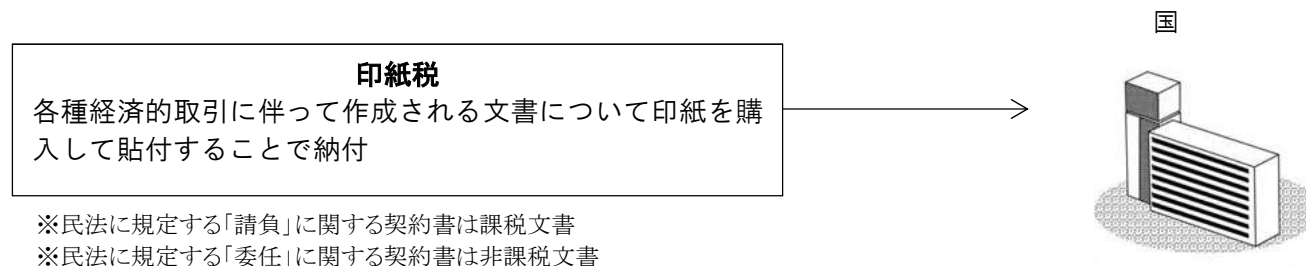 国
印紙税
各種経済的取引に伴って作成される文書について印紙を購
入して貼付することで納付
※民法に規定する「請負」に関する契約書は課税文書
※民法に規定する「委任」に関する契約書は非課税文書